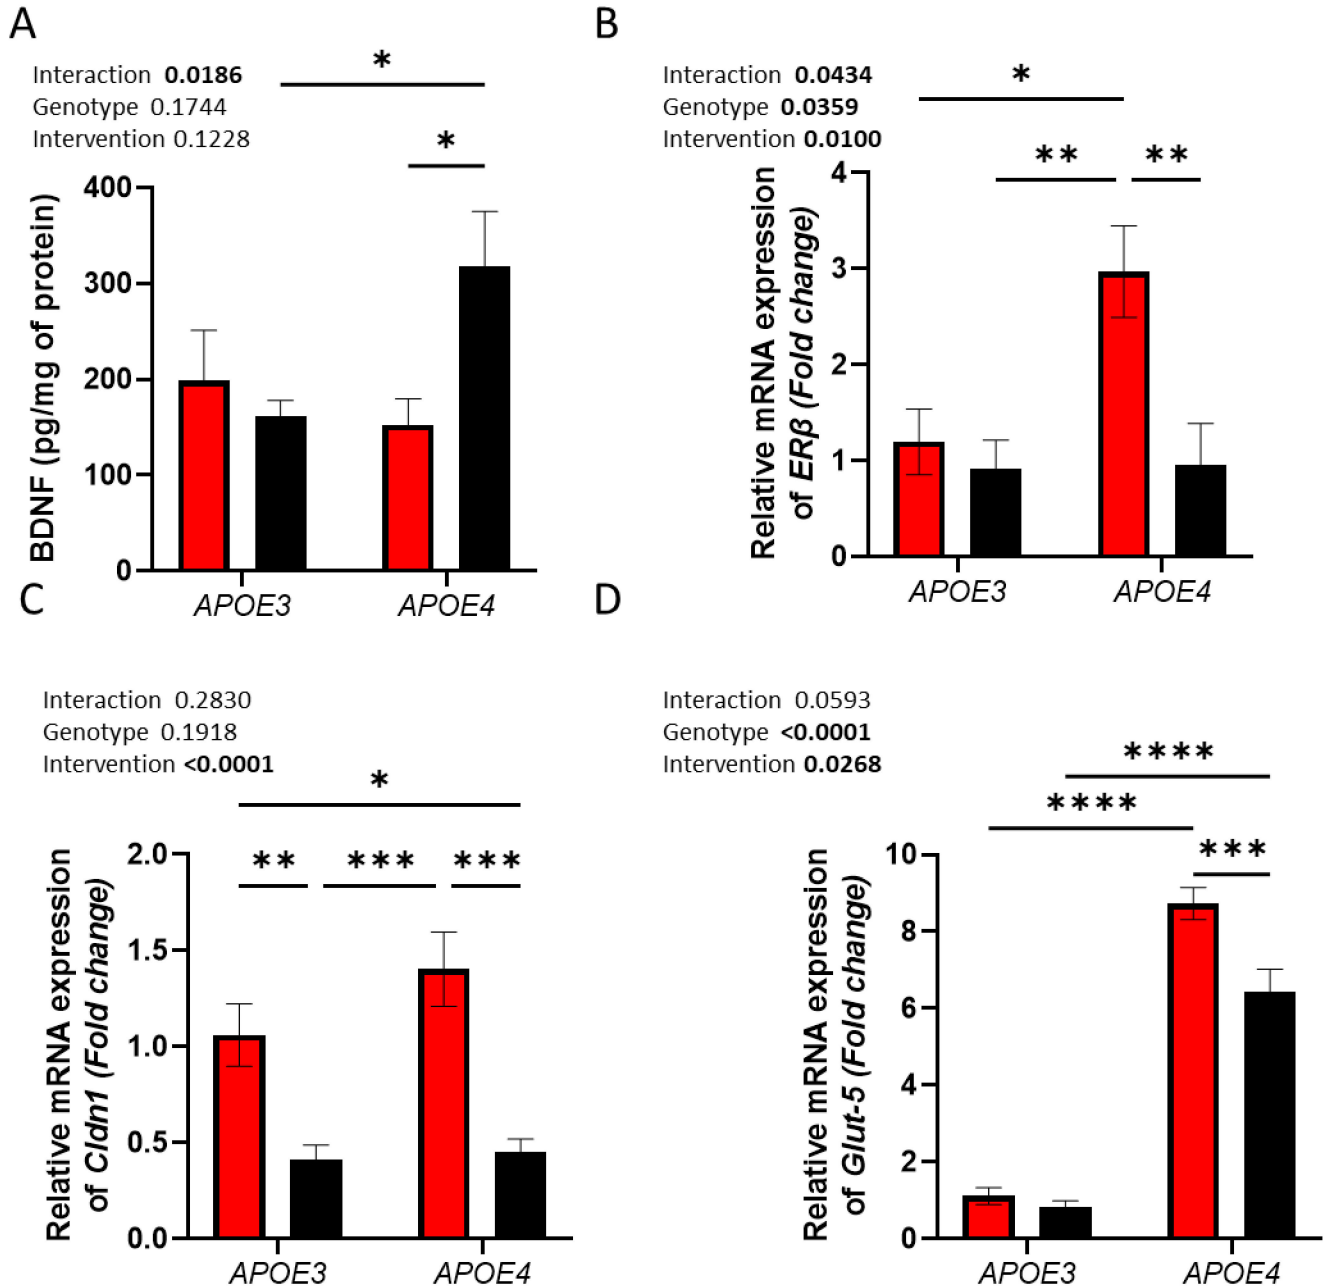 A
Interaction 0.0186
Genotype 0.1744
Intervention 0.1228
*
*
BDNF (pg/mg of protein)
400
300
200
100
0
APOE3
APOE4
B
Interaction 0.0434
Genotype 0.0359
Intervention 0.0100
*
**
**
Relative mRNA expression
of ERβ (Fold change)
4
3
2
1
0
APOE3
APOE4
C
Interaction 0.2830
Genotype 0.1918
Intervention <0.0001
*
**
***
***
Relative mRNA expression
of Cldn1 (Fold change)
2.0
1.5
1.0
0.5
0.0
APOE3
APOE4
D
Interaction 0.0593
Genotype <0.0001
Intervention 0.0268
****
****
***
Relative mRNA expression
of Glut-5 (Fold change)
10
8
6
4
2
0
APOE3
APOE4